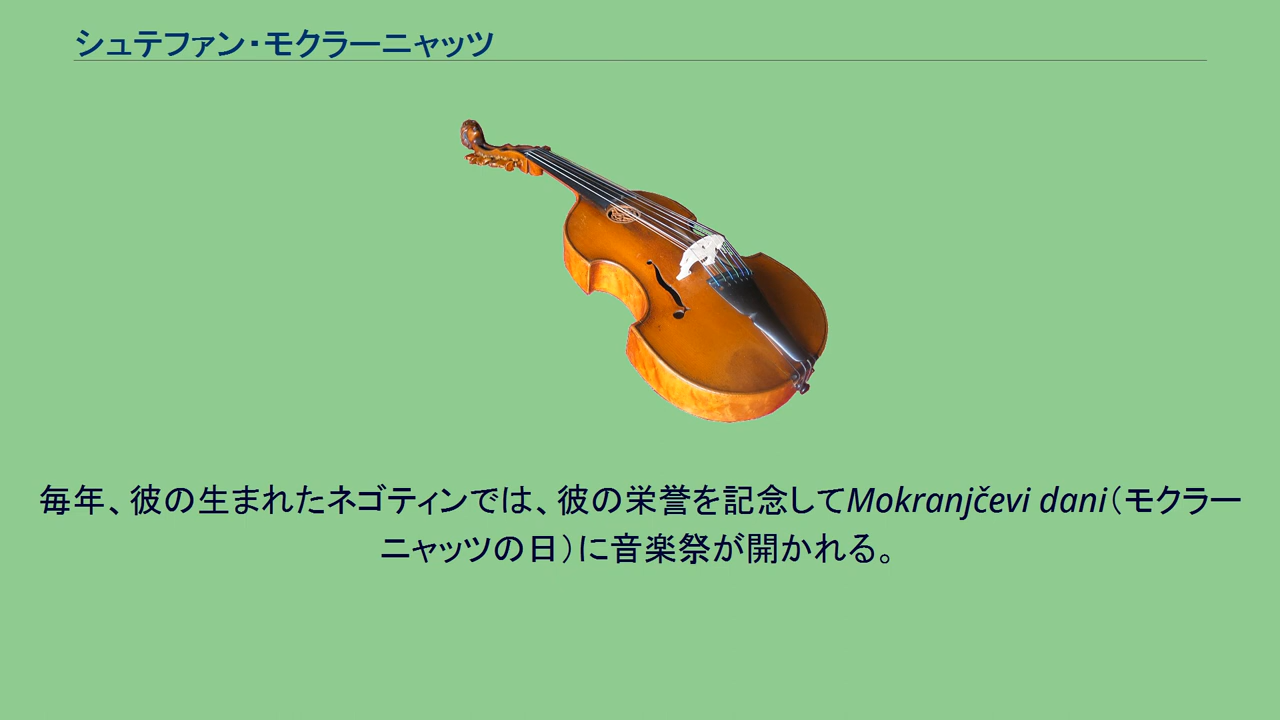 シュテファン・モクラーニャッツ
毎年、彼の生まれたネゴティンでは、彼の栄誉を記念してMokranjčevi dani（モクラー
ニャッツの日）に音楽祭が開かれる。